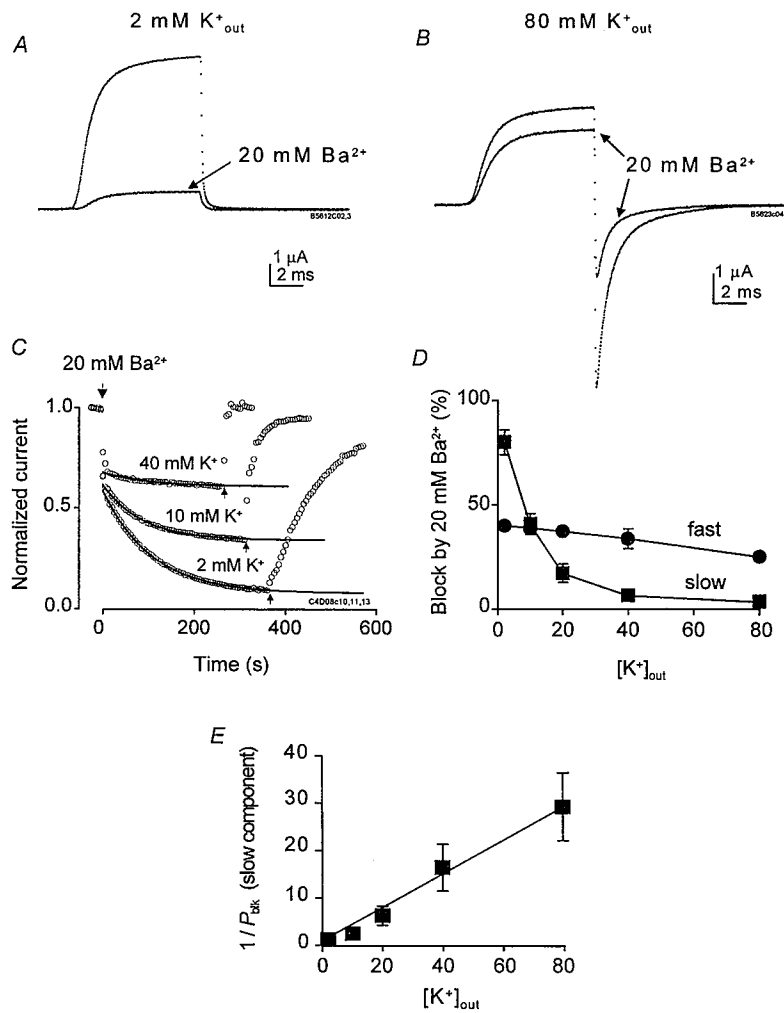 2 mM K⁺out
80 mM K⁺out
A
B
20 mM Ba²⁺
B5612C02,3
1 µA
2 ms
20 mM Ba²⁺
B5623c04
1 µA
2 ms
C
20 mM Ba²⁺
Normalized current
1.0
0.5
0.0
40 mM K⁺
10 mM K⁺
2 mM K⁺
C4D08c10,11,13
0
200
400
600
Time (s)
D
Block by 20 mM Ba²⁺ (%)
100
50
0
fast
slow
0
20
40
60
80
[K⁺]out
E
1 / Pblk (slow component)
40
30
20
10
0
0
20
40
60
80
[K⁺]out